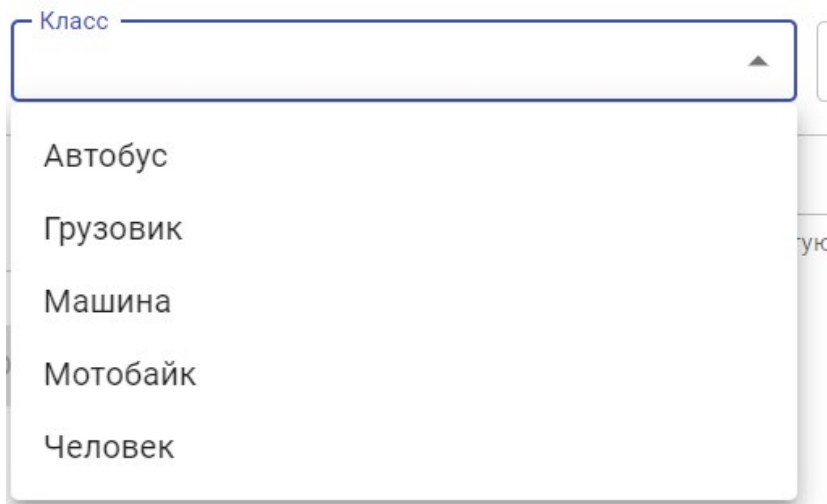 Класс
Автобус
Грузовик
Машина
Мотобайк
Человек